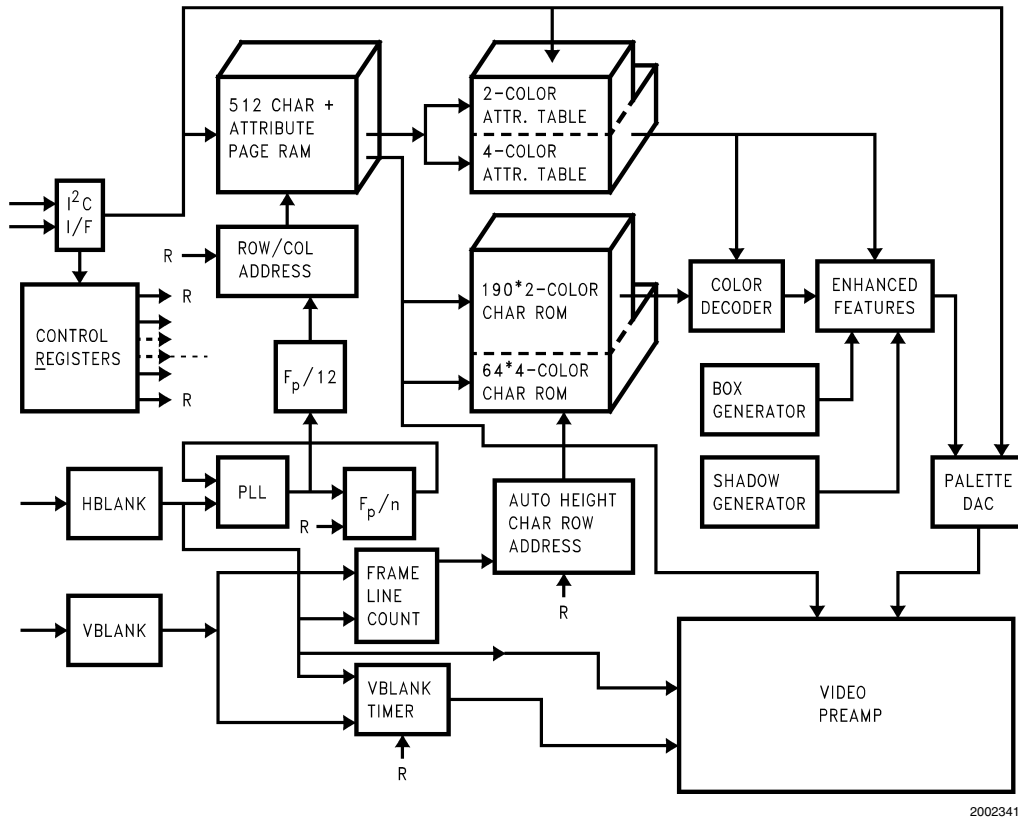 512 CHAR +
ATTRIBUTE
PAGE RAM
2-COLOR
ATTR. TABLE
4-COLOR
ATTR. TABLE
I²C
I/F
R
ROW/COL
ADDRESS
190*2-COLOR
CHAR ROM
64*4-COLOR
CHAR ROM
COLOR
DECODER
ENHANCED
FEATURES
CONTROL
REGISTERS
R
R
Fp/12
BOX
GENERATOR
SHADOW
GENERATOR
PALETTE
DAC
HBLANK
PLL
Fp/n
R
AUTO HEIGHT
CHAR ROW
ADDRESS
R
FRAME
LINE
COUNT
VBLANK
VBLANK
TIMER
R
VIDEO
PREAMP
2002341